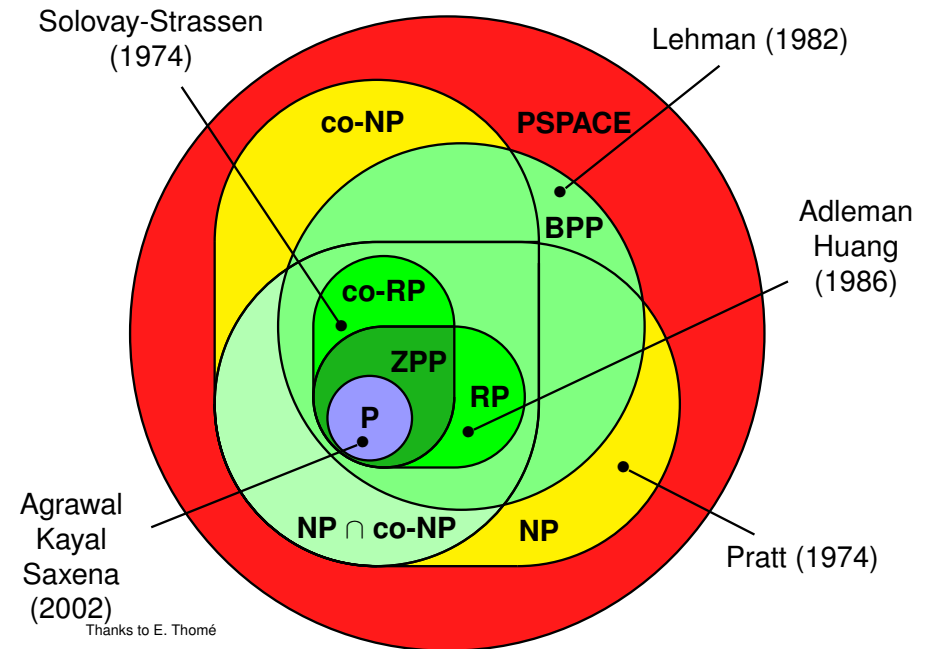 Solovay-Strassen
(1974)
Lehman (1982)
co-NP
PSPACE
BPP
Adleman
Huang
(1986)
co-RP
ZPP
RP
P
Agrawal
Kayal
Saxena
(2002)
NP ∩ co-NP
NP
Pratt (1974)
Thanks to E. Thomé